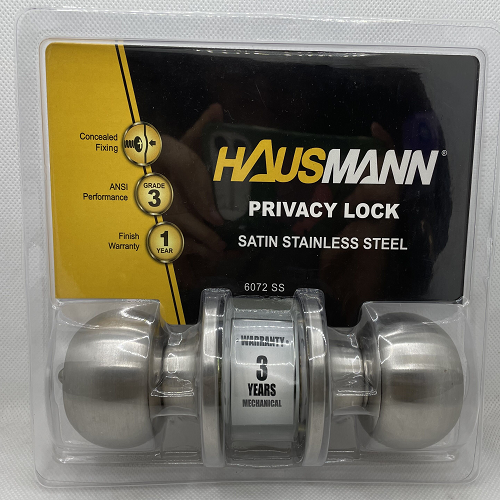 Concealed
Fixing
HAUSMANN®
ANSI
Performance
GRADE
3
PRIVACY LOCK
Finish
Warranty
1
YEAR
SATIN STAINLESS STEEL
6072 SS
WARRANTY
3
YEARS
MECHANICAL